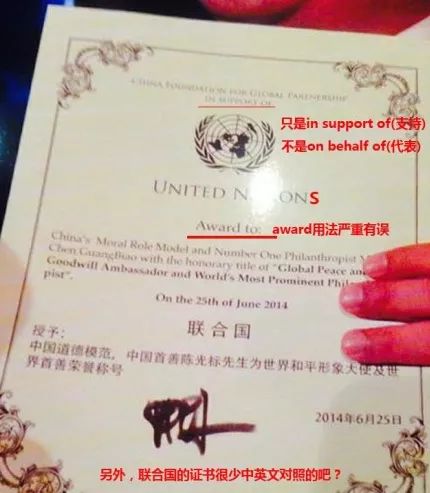 CHINA FOUNDATION FOR GLOBAL PARTNERSHIP
IN SUPPORT OF
只是in support of(支持)
不是on behalf of(代表)
UNITED NATIONS
Award to:
award用法严重有误
China's Moral Role Model and Number One Philanthropist
Chen GuangBiao with the honorary title of "Global Peace and
Goodwill Ambassador and World's Most Prominent
pist".
On the 25th of June 2014
联合国
授予：
中国道德模范，中国首善陈光标先生为世界和平形象大使及世
界首善荣誉称号
2014年6月25日
另外，联合国的证书很少中英文对照的吧？